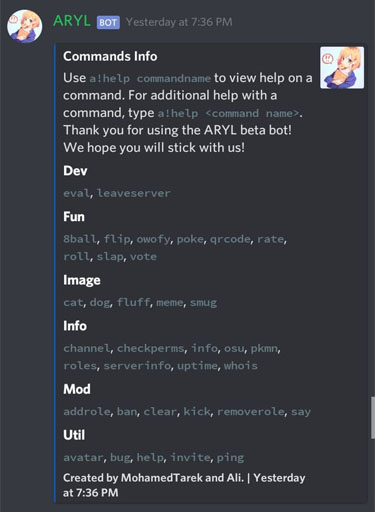 ARYL BOT Yesterday at 7:36 PM
Commands Info
Use a!help commandname to view help on a
command. For additional help with a
command, type a!help <command name>.
Thank you for using the ARYL beta bot!
We hope you will stick with us!
Dev
eval, leaveserver
Fun
8ball, flip, owofy, poke, qrcode, rate,
roll, slap, vote
Image
cat, dog, fluff, meme, smug
Info
channel, checkperms, info, osu, pkmn,
roles, serverinfo, uptime, whois
Mod
addrole, ban, clear, kick, removerole, say
Util
avatar, bug, help, invite, ping
Created by MohamedTarek and Ali. | Yesterday
at 7:36 PM